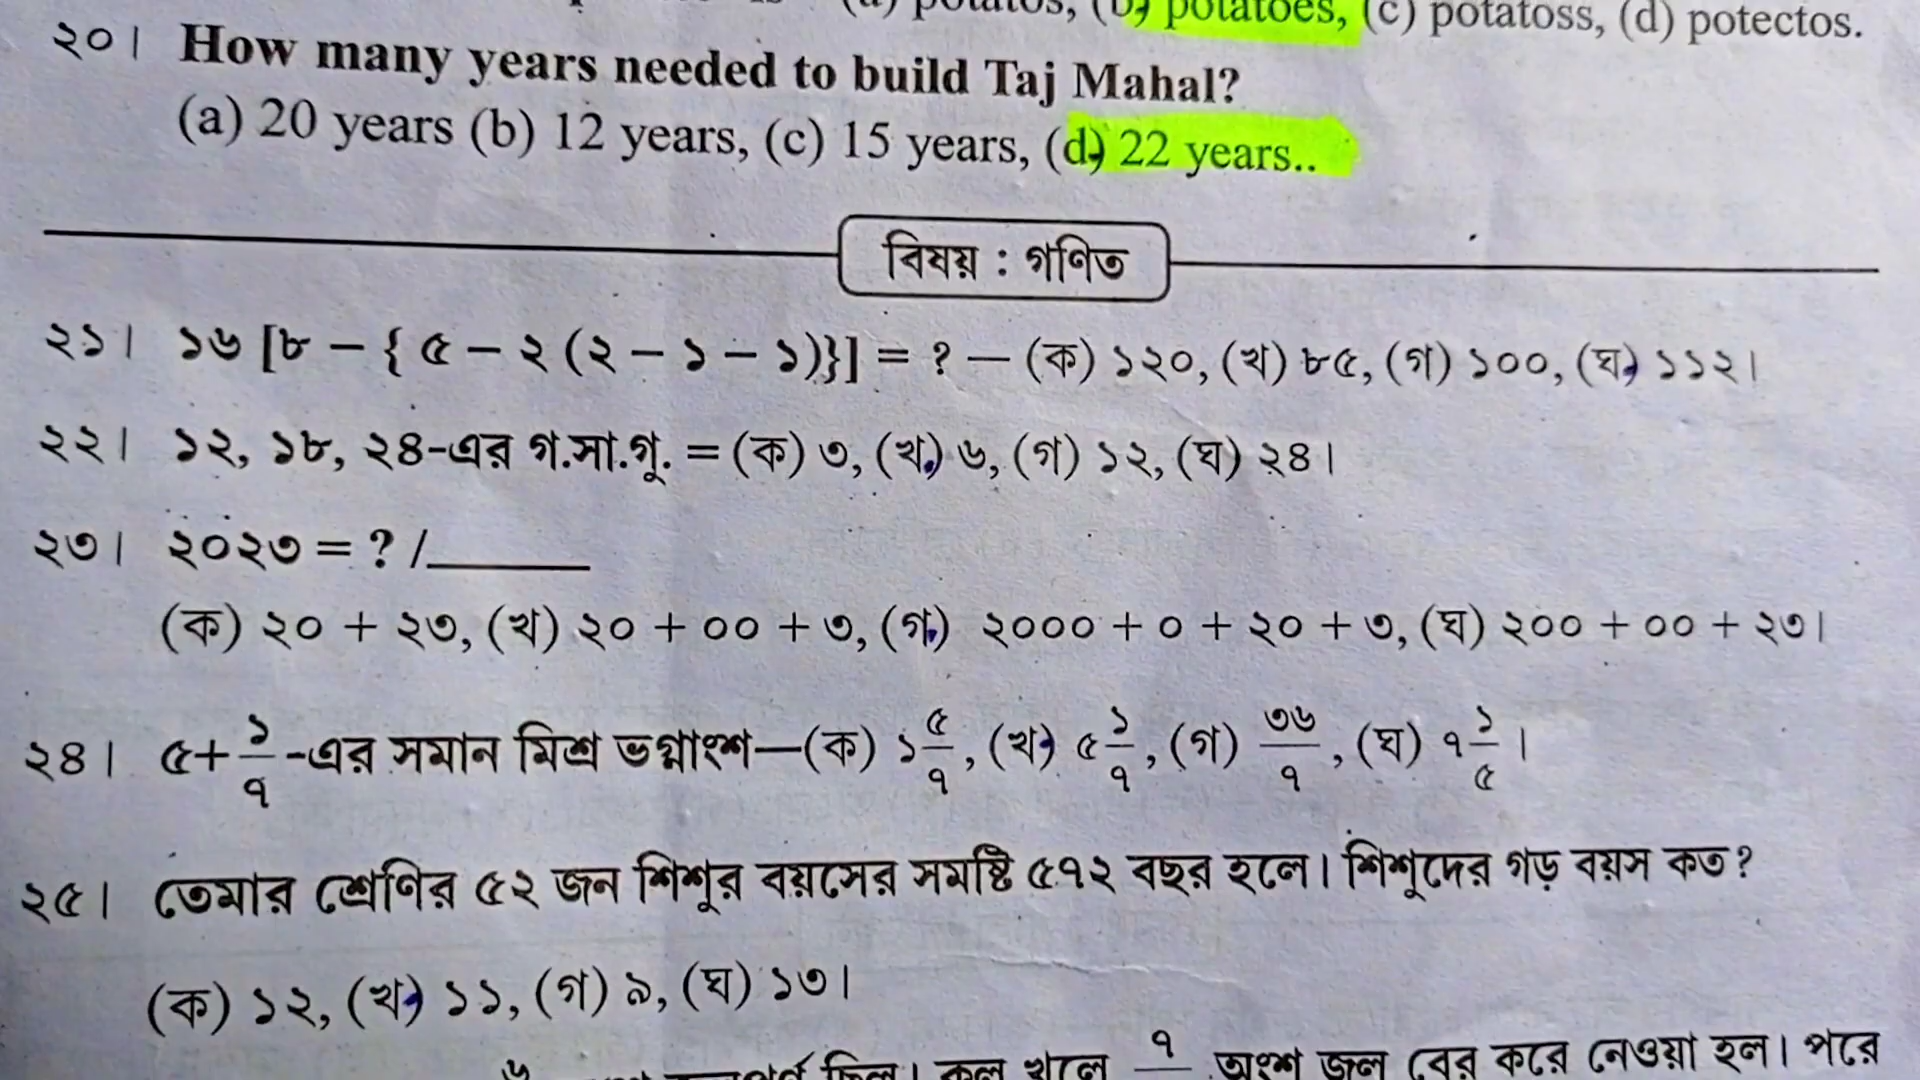 (a) potatos, (b) potatoes, (c) potatoss, (d) potectos.
২০। How many years needed to build Taj Mahal?
(a) 20 years (b) 12 years, (c) 15 years, (d) 22 years..
বিষয় : গণিত
২১। ১৬ [৮ – { ৫ – ২ (২ – ১ – ১)}] = ? – (ক) ১২০, (খ) ৮৫, (গ) ১০০, (ঘ) ১১২।
২২। ১২, ১৮, ২৪-এর গ.সা.গূ. = (ক) ৩, (খ) ৬, (গ) ১২, (ঘ) ২৪।
২৩। ২০২৩ = ? /______
(ক) ২০ + ২৩, (খ) ২০ + ০০ + ৩, (গ) ২০০০ + ০ + ২০ + ৩, (ঘ) ২০০ + ০০ + ২৩।
২৪। ৫+১/৭-এর সমান মিশ্র ভগ্নাংশ—(ক) ১ ৫/৭, (খ) ৫ ১/৭, (গ) ৩৬/৭, (ঘ) ৭ ১/৫।
২৫। তেমার শ্রেণির ৫২ জন শিশূর বয়সের সমষ্টি ৫৭২ বছর হলে। শিশূদের গড় বয়স কত?
(ক) ১২, (খ) ১১, (গ) ৯, (ঘ) ১৩।
৬ ছিল। কল খুলে ৭ অংশ জল বের করে নেওয়া হল। পরে